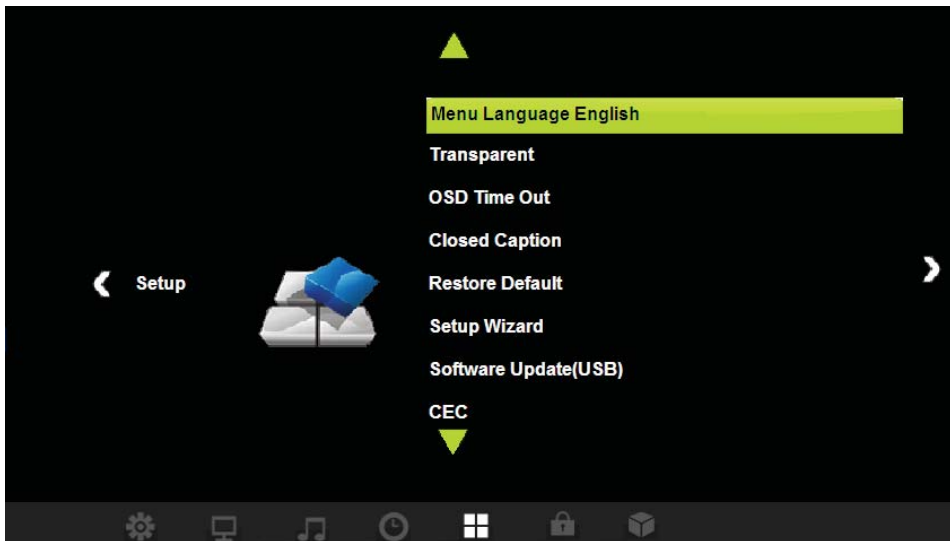 Menu Language English
Transparent
OSD Time Out
Closed Caption
Setup
Restore Default
Setup Wizard
Software Update(USB)
CEC